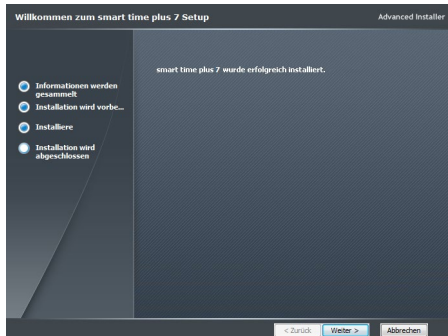 Willkommen zum smart time plus 7 Setup
Advanced Installer
smart time plus 7 wurde erfolgreich installiert.
Informationen werden
gesammelt
Installation wird vorbe...
Installiere
Installation wird
abgeschlossen
< Zurück
Weiter >
Abbrechen